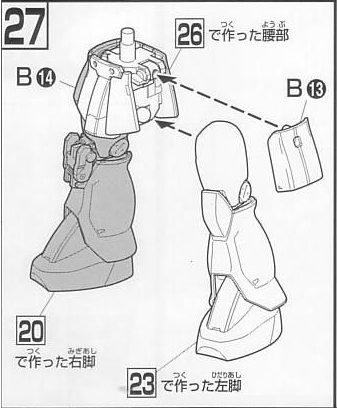 27
つく ようぶ
26 で作った腰部
B⑭
B⑬
20
つく みぎあし
で作った右脚
つく ひだりあし
23 で作った左脚